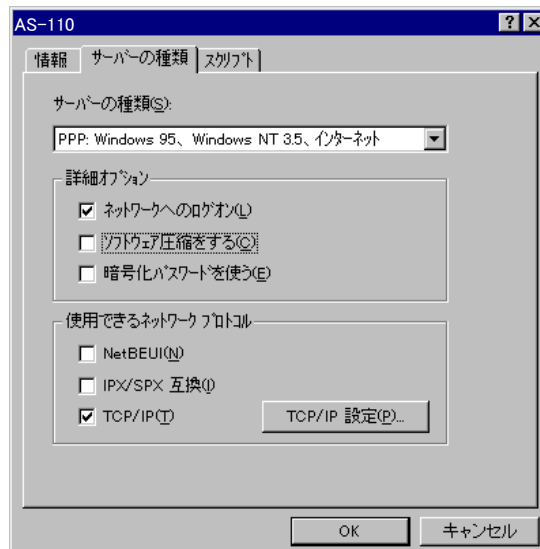 AS-110
情報 サーバーの種類 スクリプト
サーバーの種類(S):
PPP: Windows 95、Windows NT 3.5、インターネット
詳細オプション
ネットワークへのログオン(L)
ソフトウェア圧縮をする(C)
暗号化パスワードを使う(E)
使用できるネットワーク プロトコル
NetBEUI(N)
IPX/SPX 互換(I)
TCP/IP(T) TCP/IP 設定(P)...
OK キャンセル